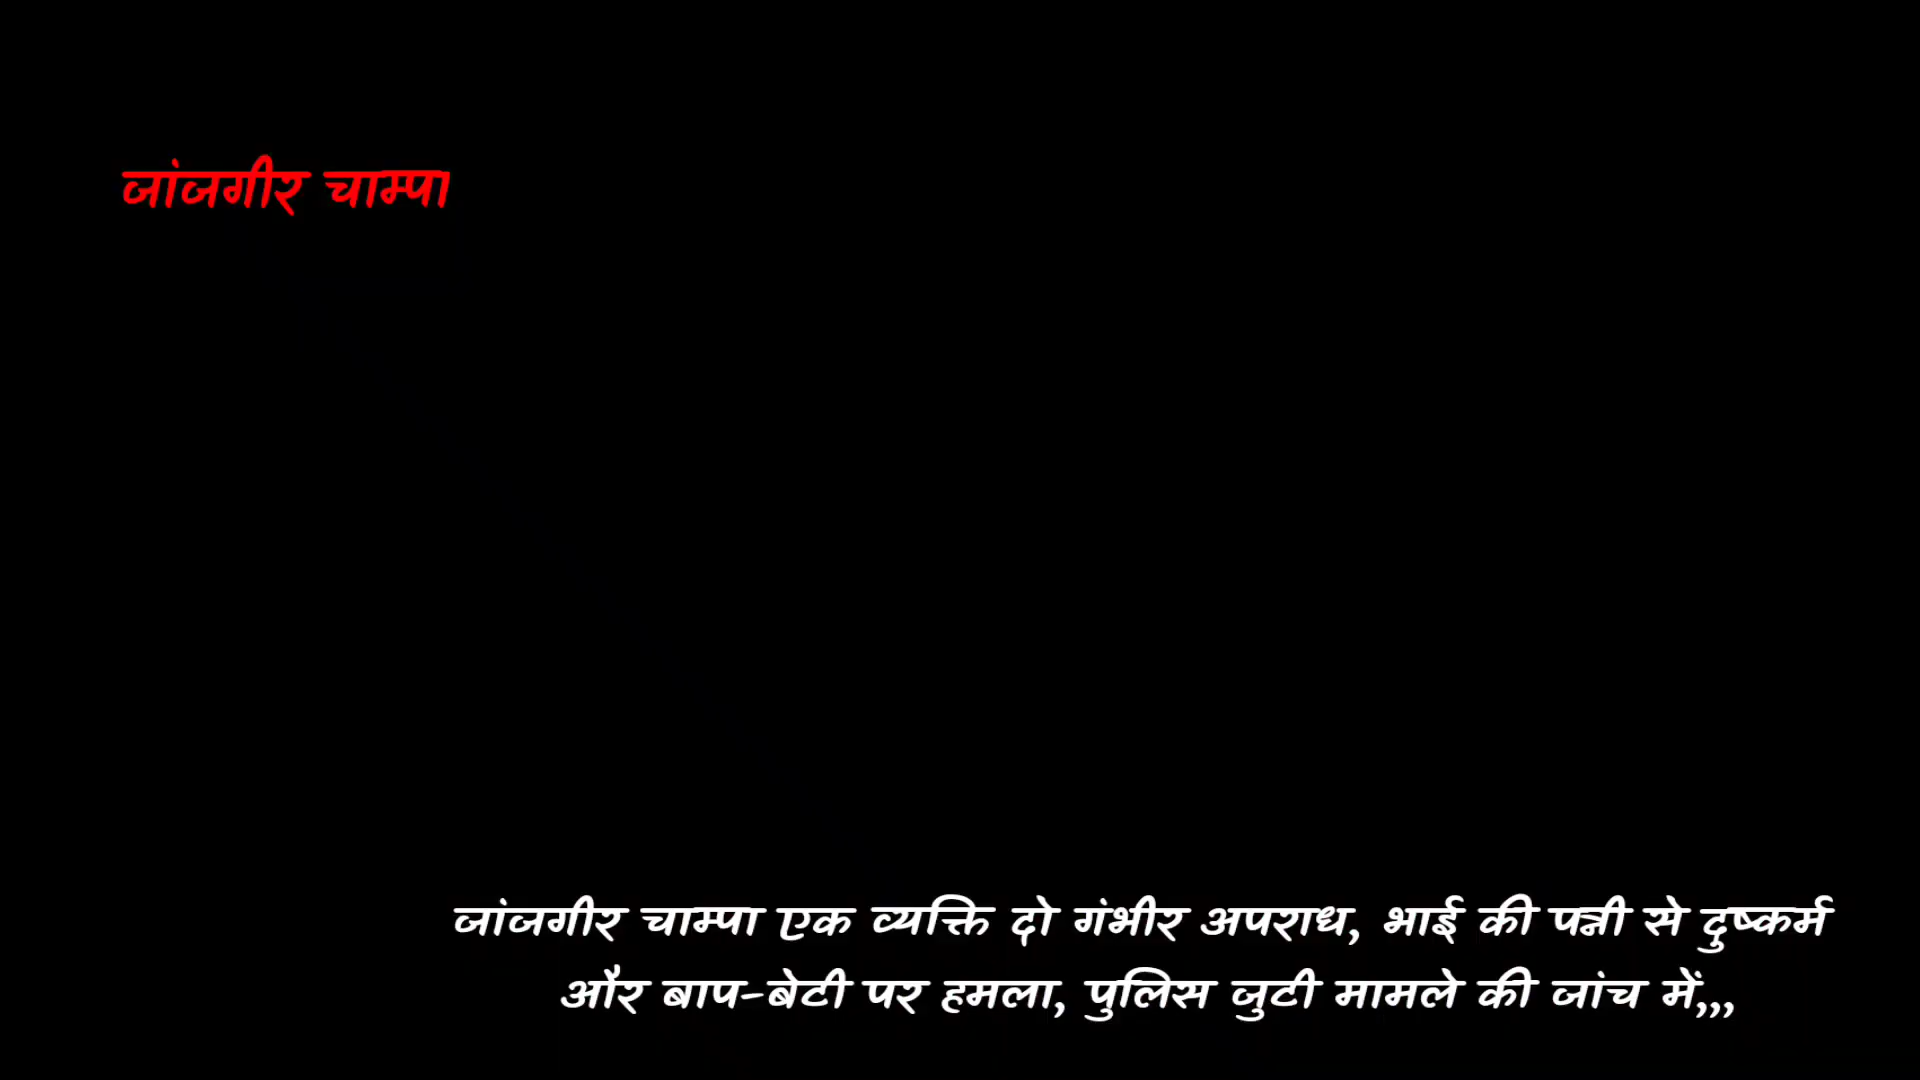 जांजगीर चाम्पा
जांजगीर चाम्पा एक व्यक्ति दो गंभीर अपराध, भाई की पत्नी से दुष्कर्म
और बाप-बेटी पर हमला, पुलिस जुटी मामले की जांच में,,,